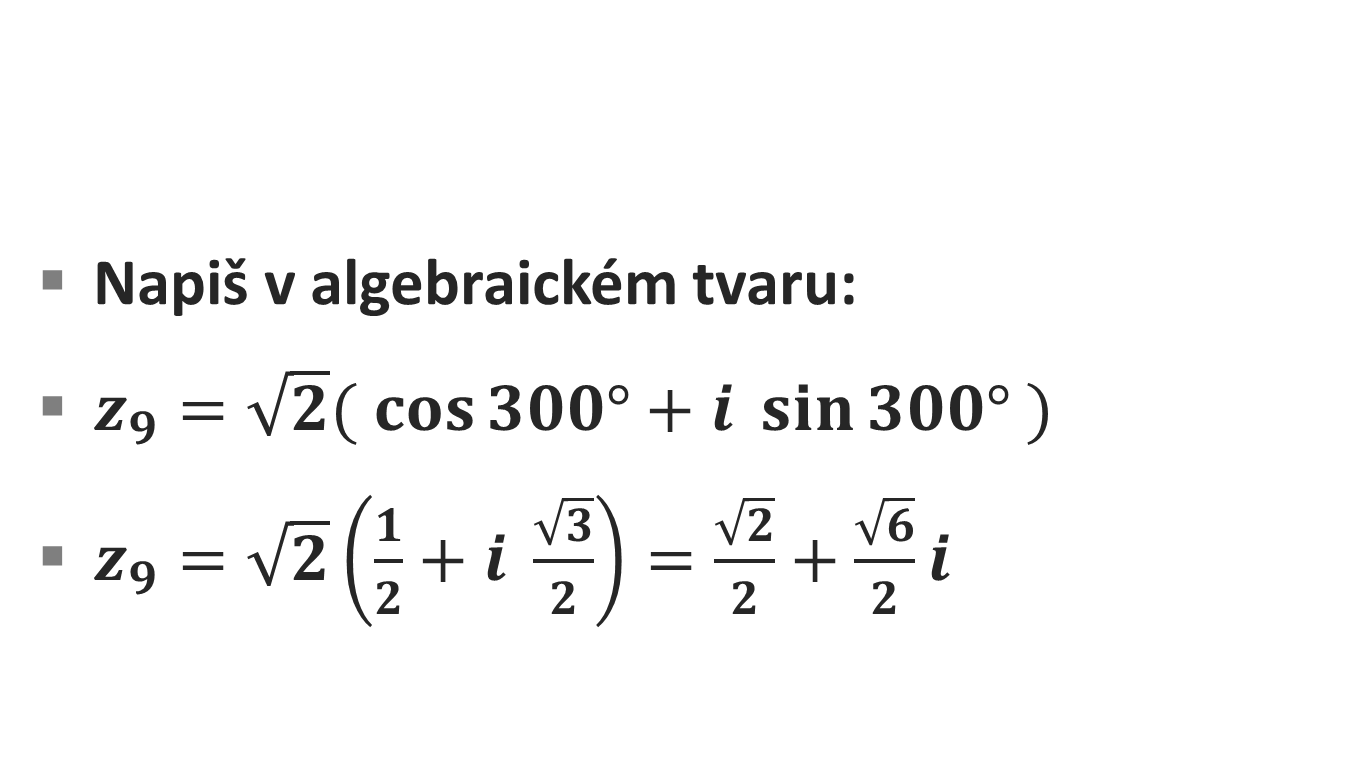 ▪ Napiš v algebraickém tvaru:
▪ z₉ = √2( cos 300° + i sin 300° )
▪ z₉ = √2(1/2 + i √3/2) = √2/2 + √6/2 i